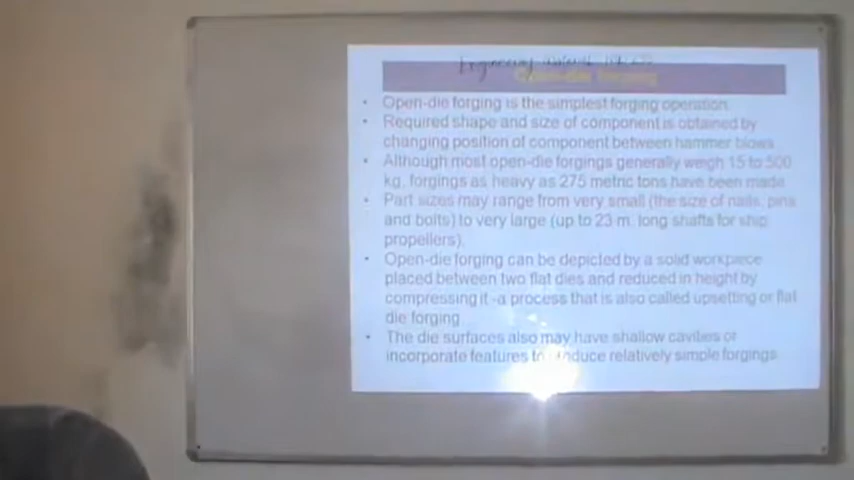 Engineering
Open-die forging
• Open-die forging is the simplest forging operation.
• Required shape and size of component is obtained by
changing position of component between hammer blows.
• Although most open-die forgings generally weigh 15 to 500
kg, forgings as heavy as 275 metric tons have been made.
• Part sizes may range from very small (the size of nails, pins
and bolts) to very large (up to 23 m. long shafts for ship
propellers).
• Open-die forging can be depicted by a solid workpiece
placed between two flat dies and reduced in height by
compressing it -a process that is also called upsetting or flat
die forging
• The die surfaces also may have shallow cavities or
incorporate features to relatively simple forgings